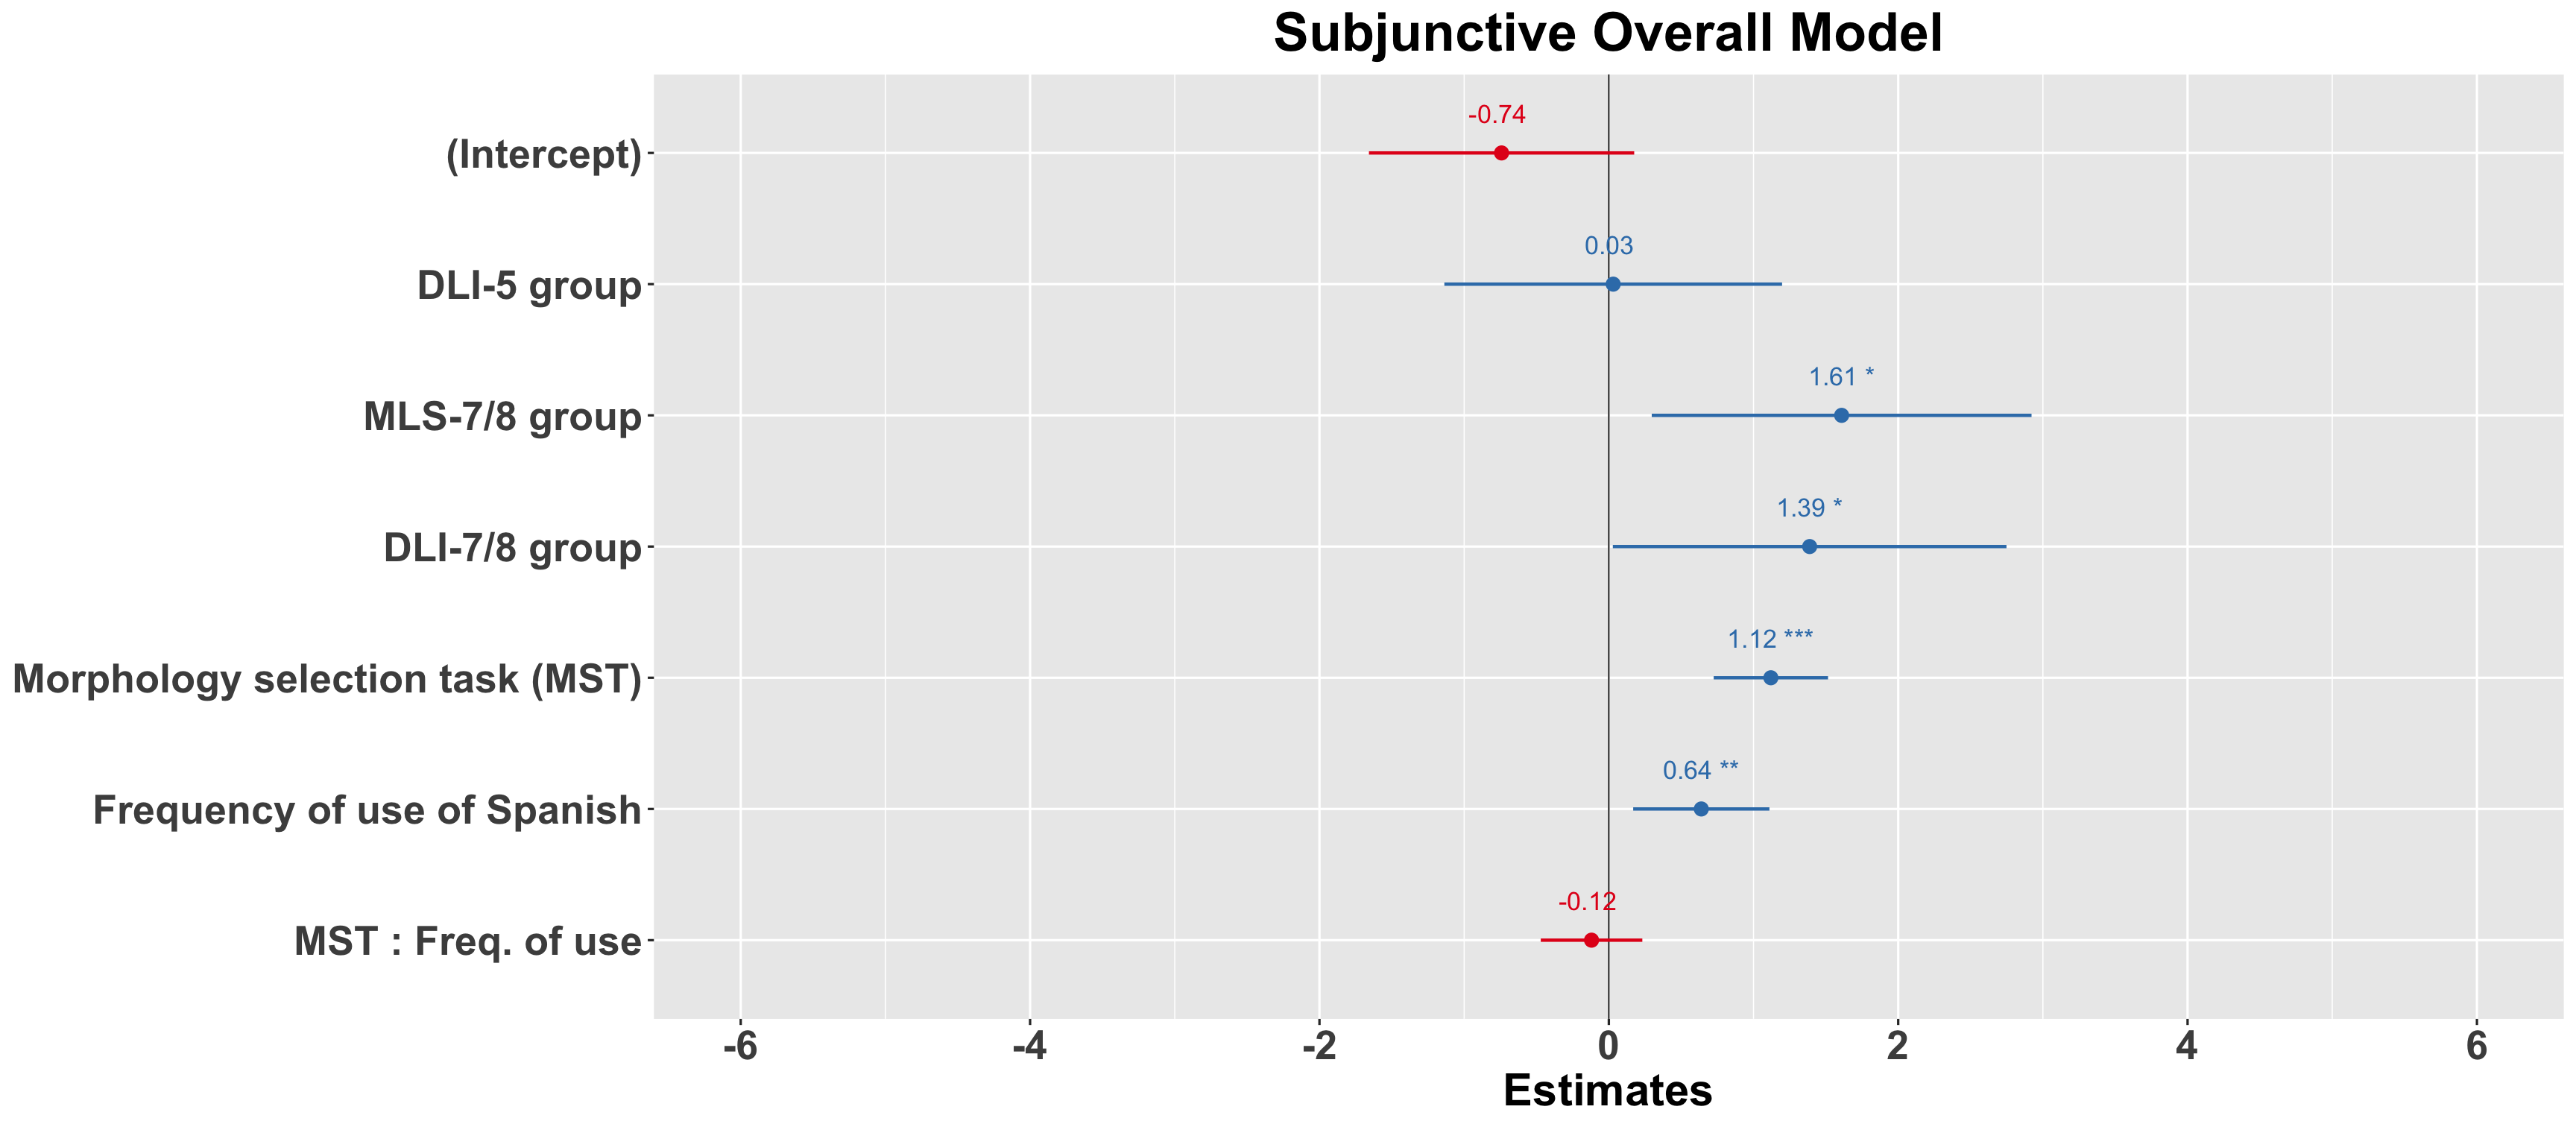 Subjunctive Overall Model
(Intercept)
-0.74
DLI-5 group
0.03
MLS-7/8 group
1.61 *
DLI-7/8 group
1.39 *
Morphology selection task (MST)
1.12 ***
Frequency of use of Spanish
0.64 **
MST : Freq. of use
-0.12
-6 -4 -2 0 2 4 6
Estimates